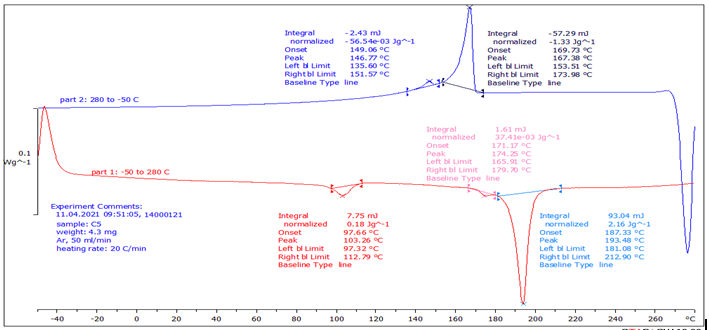 Integral -2.43 mJ
normalized -56.54e-03 Jg^-1
Onset 149.06 °C
Peak 146.77 °C
Left bl Limit 135.60 °C
Right bl Limit 151.57 °C
Baseline Type line
Integral -57.29 mJ
normalized -1.33 Jg^-1
Onset 169.73 °C
Peak 167.38 °C
Left bl Limit 153.51 °C
Right bl Limit 173.98 °C
Baseline Type line
part 2: 280 to -50 C
Integral 1.61 mJ
normalized 37.41e-03 Jg^-1
Onset 171.17 °C
Peak 174.25 °C
Left bl Limit 165.91 °C
Right bl Limit 179.70 °C
Baseline Type line
0.1
Wg^-1
part 1: -50 to 280 C
Experiment Comments:
11.04.2021 09:51:05, 14000121
sample: C5
weight: 4.3 mg
Ar, 50 ml/min
heating rate: 20 C/min
Integral 7.75 mJ
normalized 0.18 Jg^-1
Onset 97.66 °C
Peak 103.26 °C
Left bl Limit 97.32 °C
Right bl Limit 112.79 °C
Baseline Type line
Integral 93.04 mJ
normalized 2.16 Jg^-1
Onset 187.33 °C
Peak 193.48 °C
Left bl Limit 181.08 °C
Right bl Limit 212.90 °C
Baseline Type line
-40 -20 0 20 40 60 80 100 120 140 160 180 200 220 240 260 °C